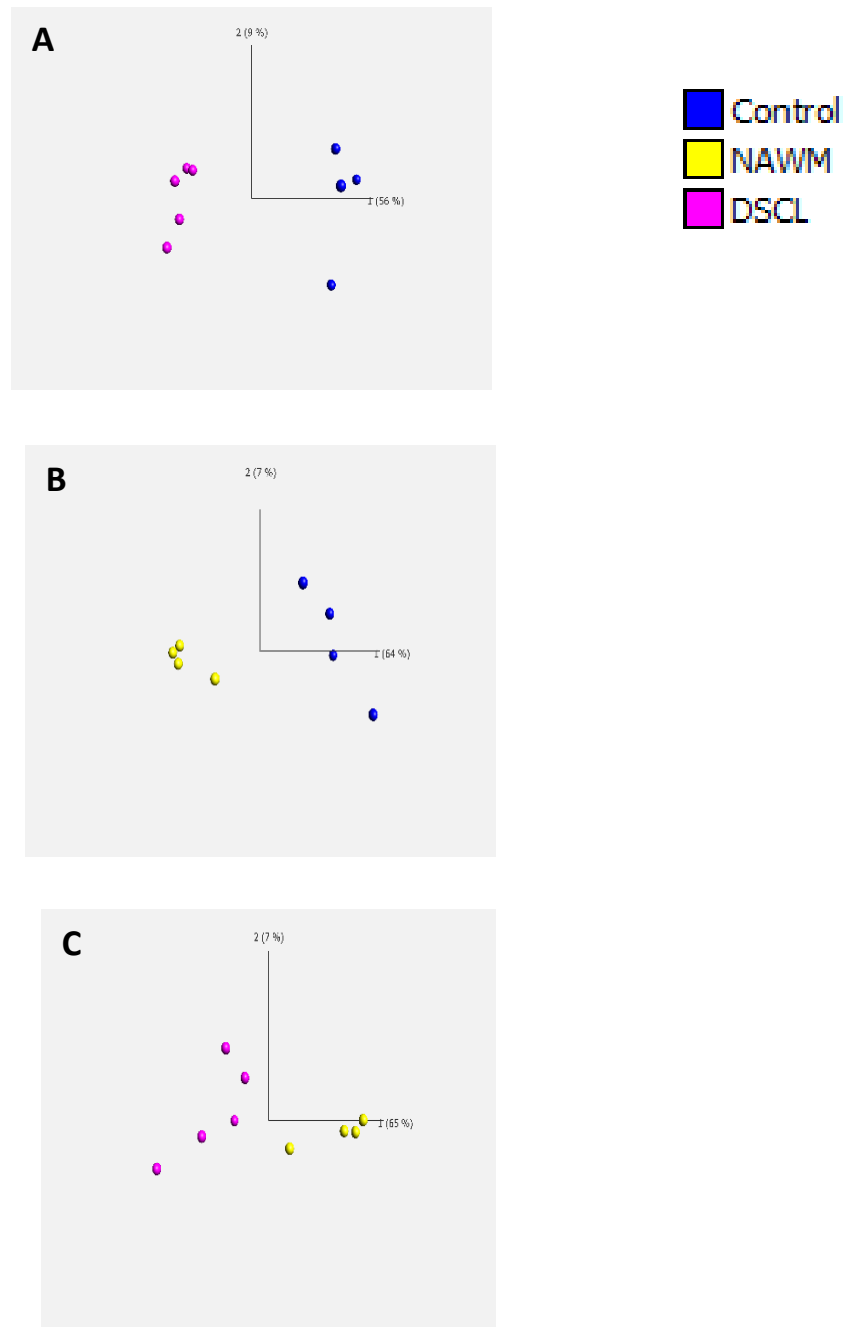 A
2 (9 %)
1 (56 %)
Control
NAWM
DSCL
B
2 (7 %)
1 (64 %)
C
2 (7 %)
1 (65 %)